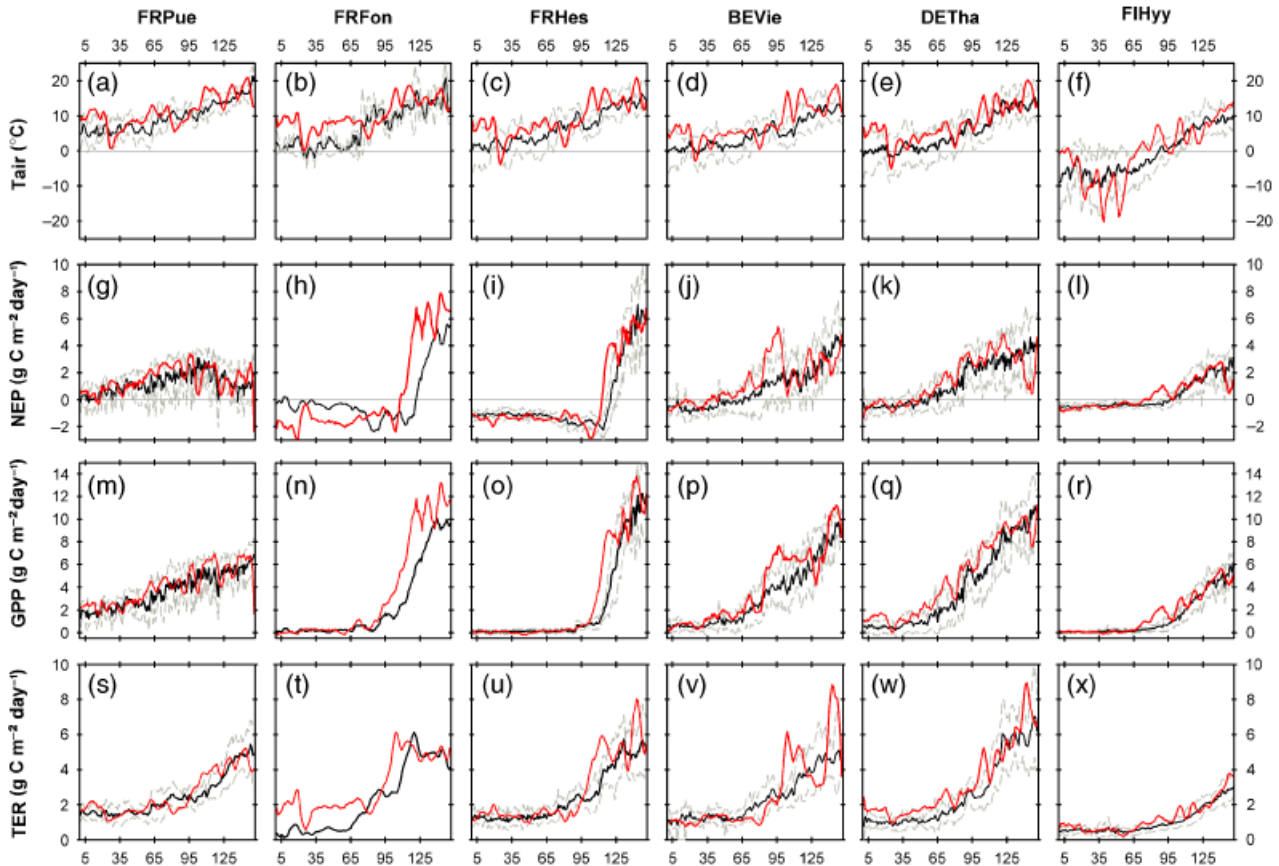 FRPue FRFon FRHes BEVie DETha FIHyy
5 35 65 95 125 5 35 65 95 125 5 35 65 95 125 5 35 65 95 125 5 35 65 95 125 5 35 65 95 125
Tair (°C)
20 10 0 –10 –20
(a) (b) (c) (d) (e) (f)
20 10 0 –10 –20
NEP (g C m⁻² day⁻¹)
10 8 6 4 2 0 –2
(g) (h) (i) (j) (k) (l)
10 8 6 4 2 0 –2
GPP (g C m⁻² day⁻¹)
14 12 10 8 6 4 2 0
(m) (n) (o) (p) (q) (r)
14 12 10 8 6 4 2 0
TER (g C m⁻² day⁻¹)
10 8 6 4 2 0
(s) (t) (u) (v) (w) (x)
10 8 6 4 2 0
5 35 65 95 125 5 35 65 95 125 5 35 65 95 125 5 35 65 95 125 5 35 65 95 125 5 35 65 95 125